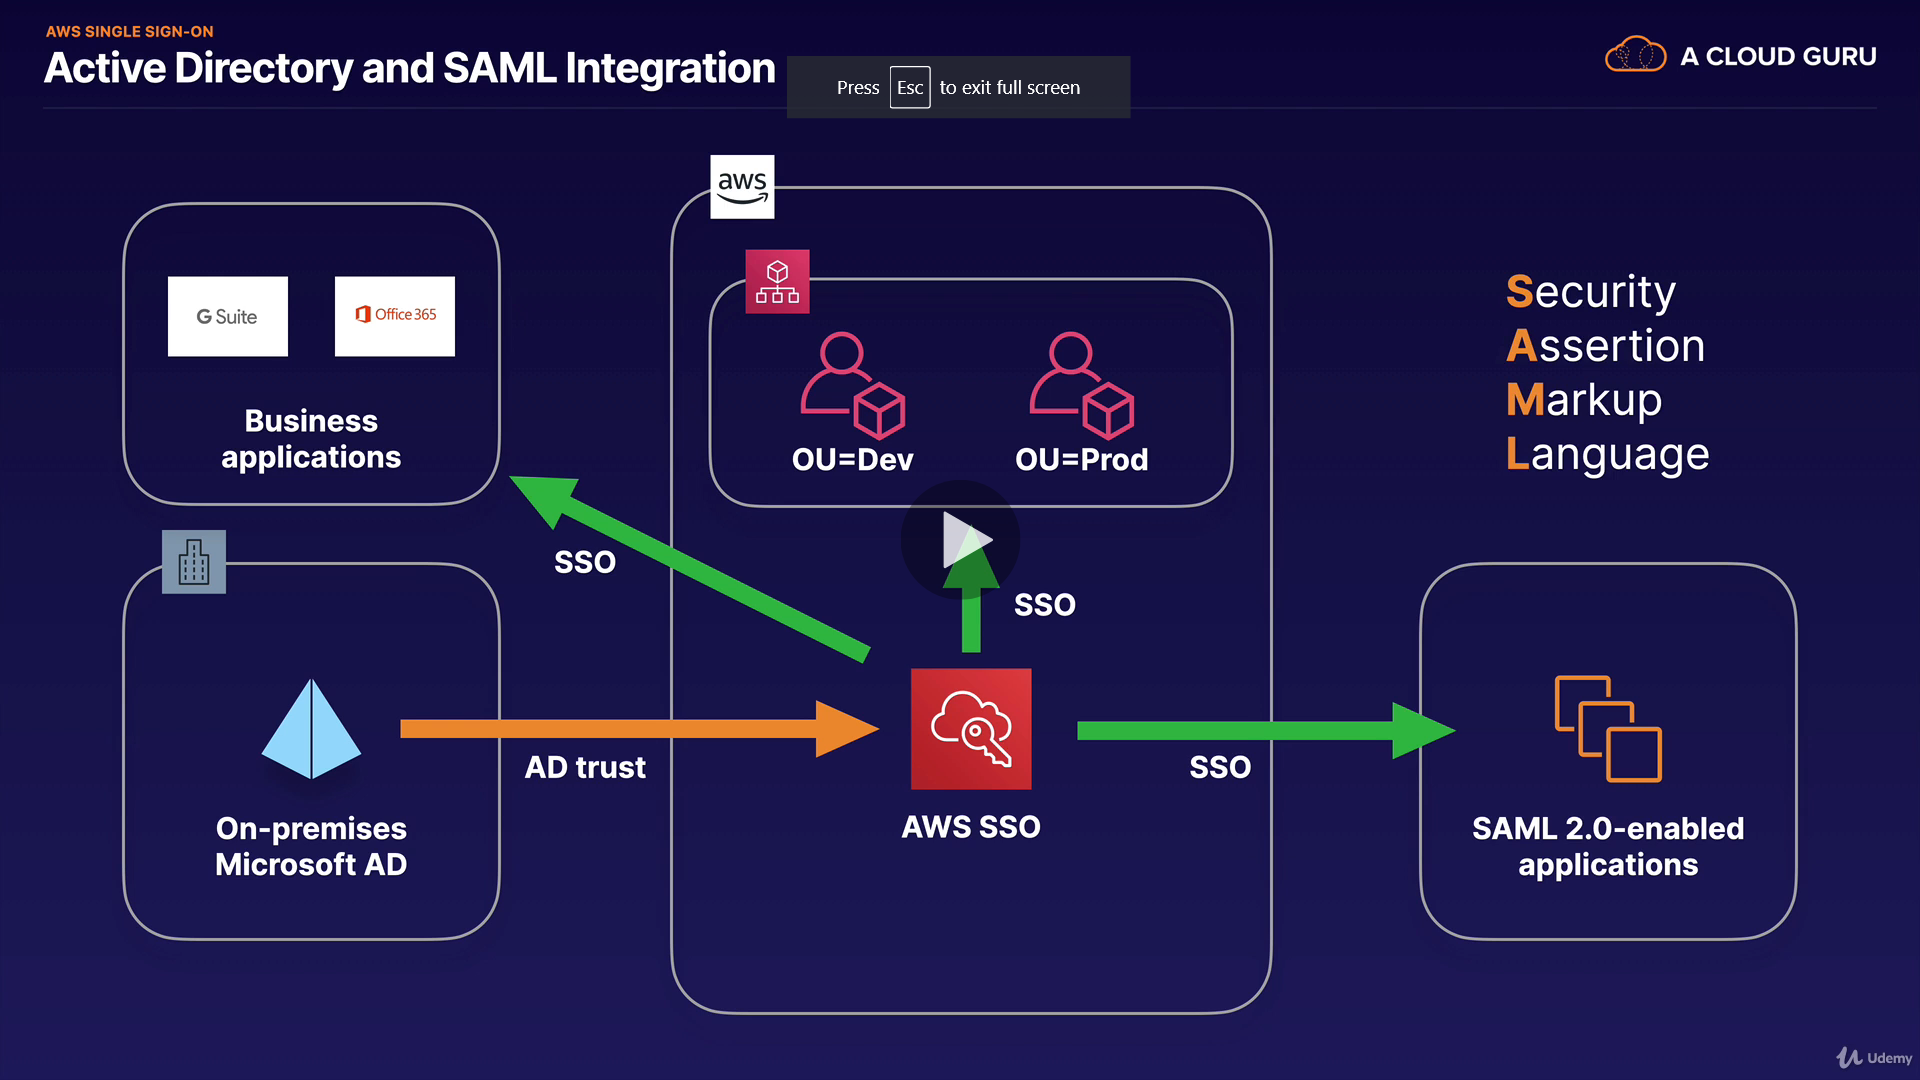 AWS SINGLE SIGN-ON
Active Directory and SAML Integration
Press Esc to exit full screen
A CLOUD GURU
aws
G Suite
Office 365
Business
applications
OU=Dev
OU=Prod
Security
Assertion
Markup
Language
SSO
SSO
AD trust
SSO
On-premises
Microsoft AD
AWS SSO
SAML 2.0-enabled
applications
Udemy